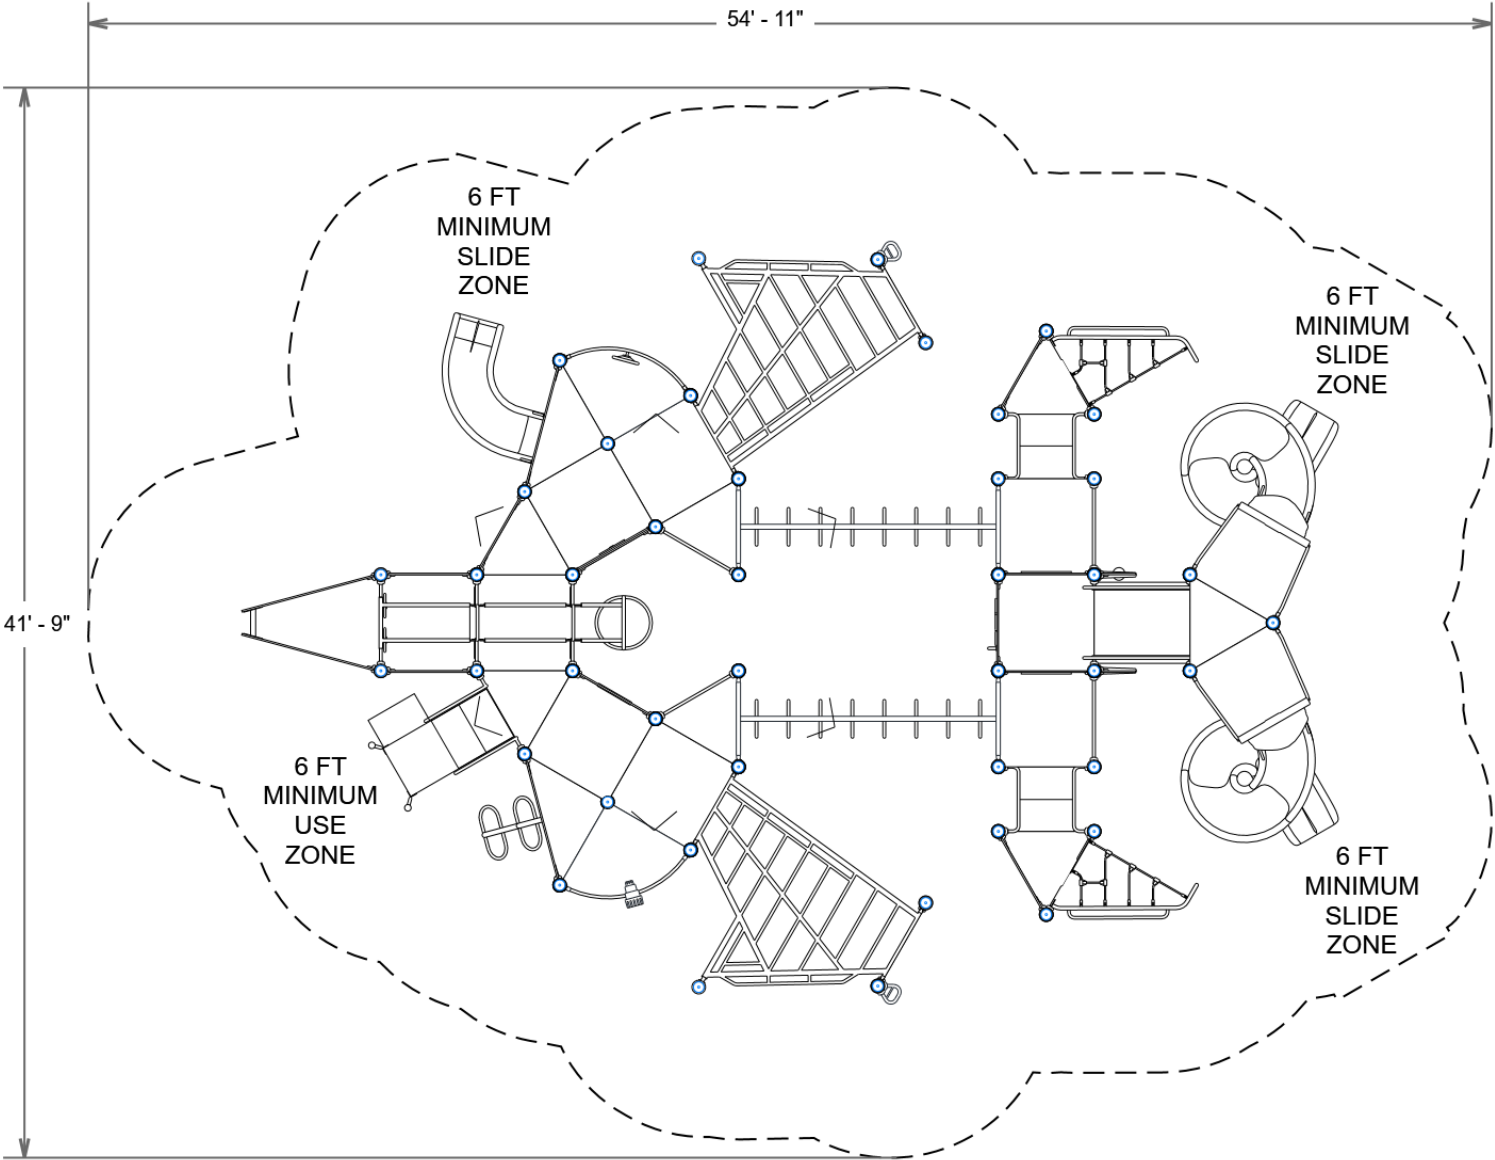 54' - 11"
6 FT
MINIMUM
SLIDE
ZONE
6 FT
MINIMUM
SLIDE
ZONE
41' - 9"
6 FT
MINIMUM
USE
ZONE
6 FT
MINIMUM
SLIDE
ZONE